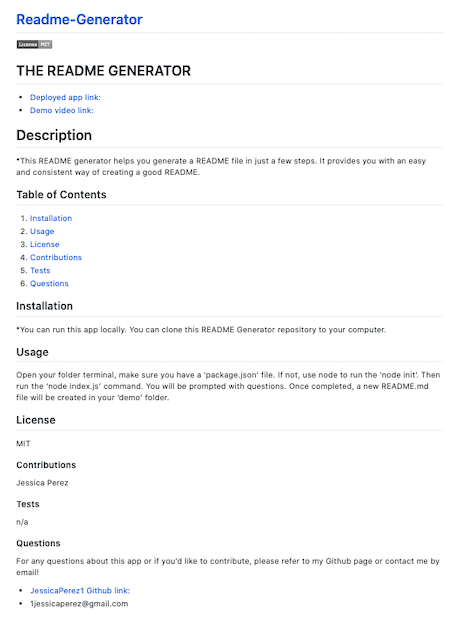 Readme-Generator
License MIT
THE README GENERATOR
• Deployed app link:
• Demo video link:
Description
*This README generator helps you generate a README file in just a few steps. It provides you with an easy
and consistent way of creating a good README.
Table of Contents
1. Installation
2. Usage
3. License
4. Contributions
5. Tests
6. Questions
Installation
*You can run this app locally. You can clone this README Generator repository to your computer.
Usage
Open your folder terminal, make sure you have a ‘package.json’ file. If not, use node to run the ‘node init’. Then
run the ‘node index.js’ command. You will be prompted with questions. Once completed, a new README.md
file will be created in your ‘demo’ folder.
License
MIT
Contributions
Jessica Perez
Tests
n/a
Questions
For any questions about this app or if you’d like to contribute, please refer to my Github page or contact me by
email!
• JessicaPerez1 Github link:
• 1jessicaperez@gmail.com